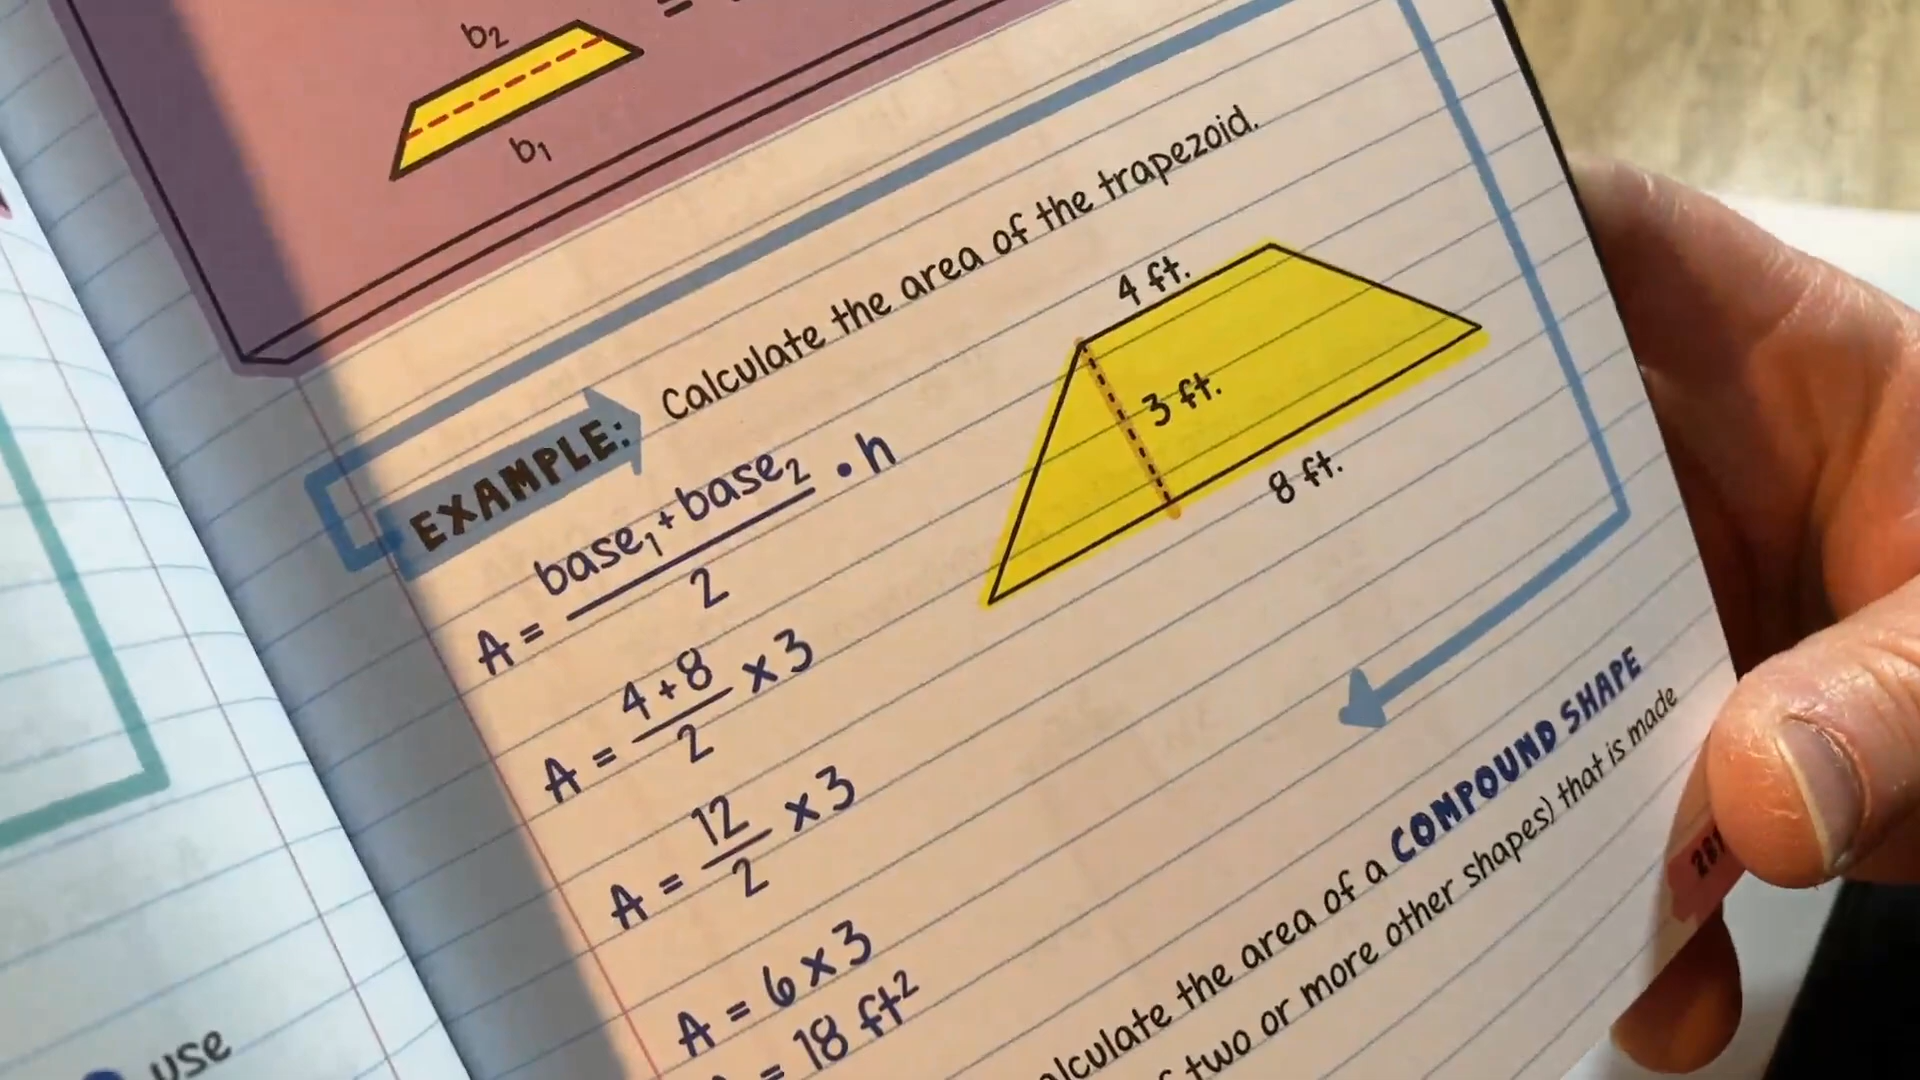 b₂
b₁
EXAMPLE: Calculate the area of the trapezoid.
4 ft.
3 ft.
8 ft.
A = base₁ + base₂ / 2 • h
A = 4 + 8 / 2 x 3
A = 12 / 2 x 3
A = 6 x 3
= 18 ft²
calculate the area of a COMPOUND SHAPE
two or more other shapes) that is made
use